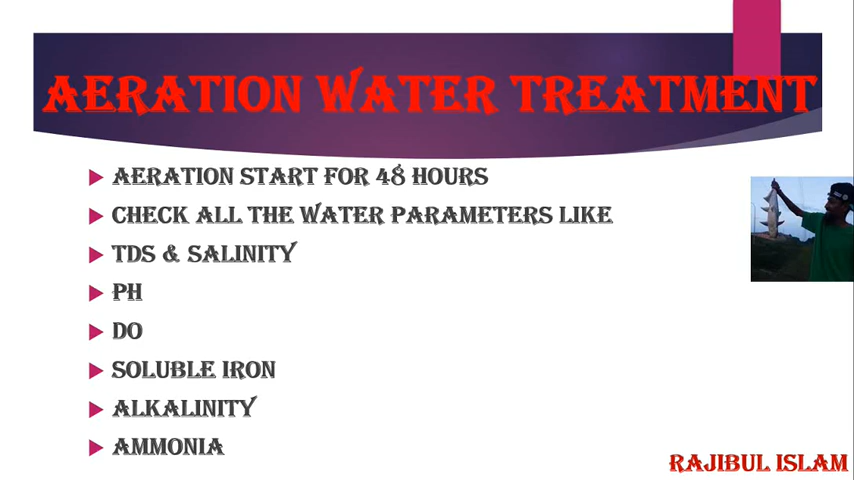 AERATION WATER TREATMENT
AERATION START FOR 48 HOURS
CHECK ALL THE WATER PARAMETERS LIKE
TDS & SALINITY
PH
DO
SOLUBLE IRON
ALKALINITY
AMMONIA
RAJIBUL ISLAM